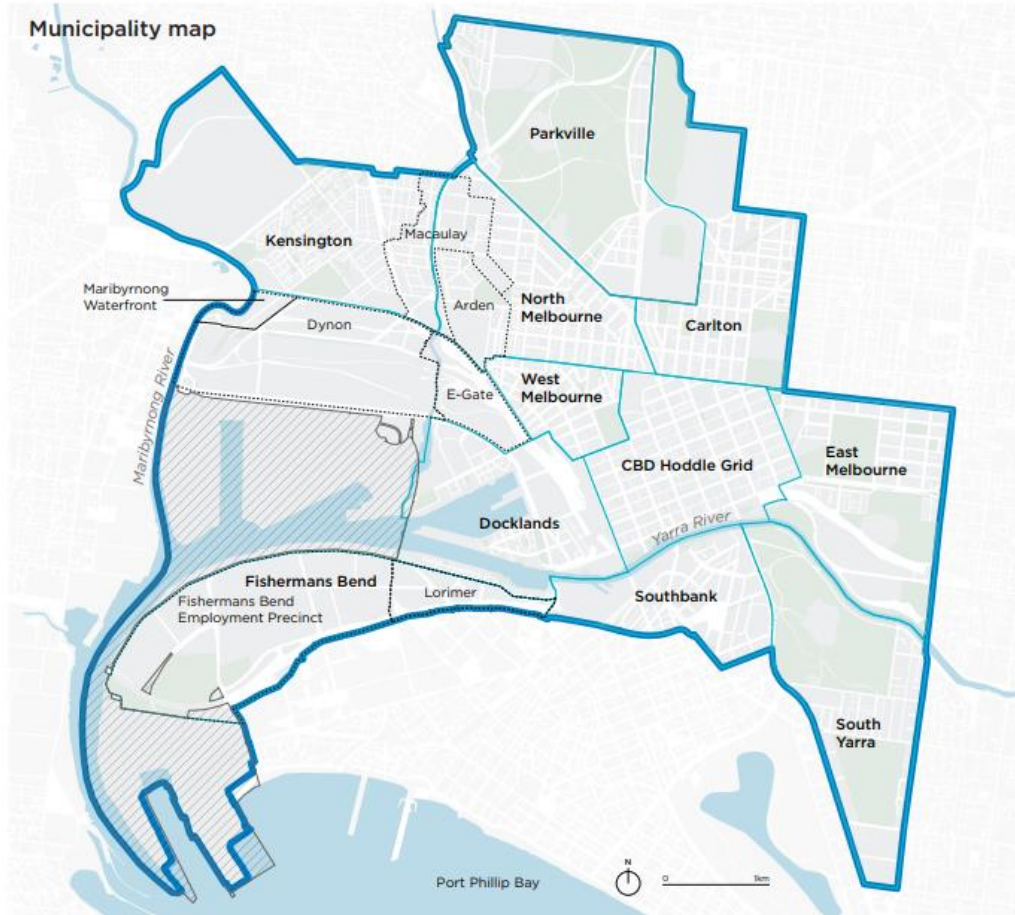 Municipality map
Parkville
Macaulay
Kensington
Maribyrnong
Waterfront
Dynon
Arden
North
Melbourne
Carlton
Maribyrnong River
E-Gate
West
Melbourne
CBD Hoddle Grid
East
Melbourne
Docklands
Yarra River
Fishermans Bend
Fishermans Bend
Employment Precinct
Lorimer
Southbank
South
Yarra
Port Phillip Bay
N
0 1km